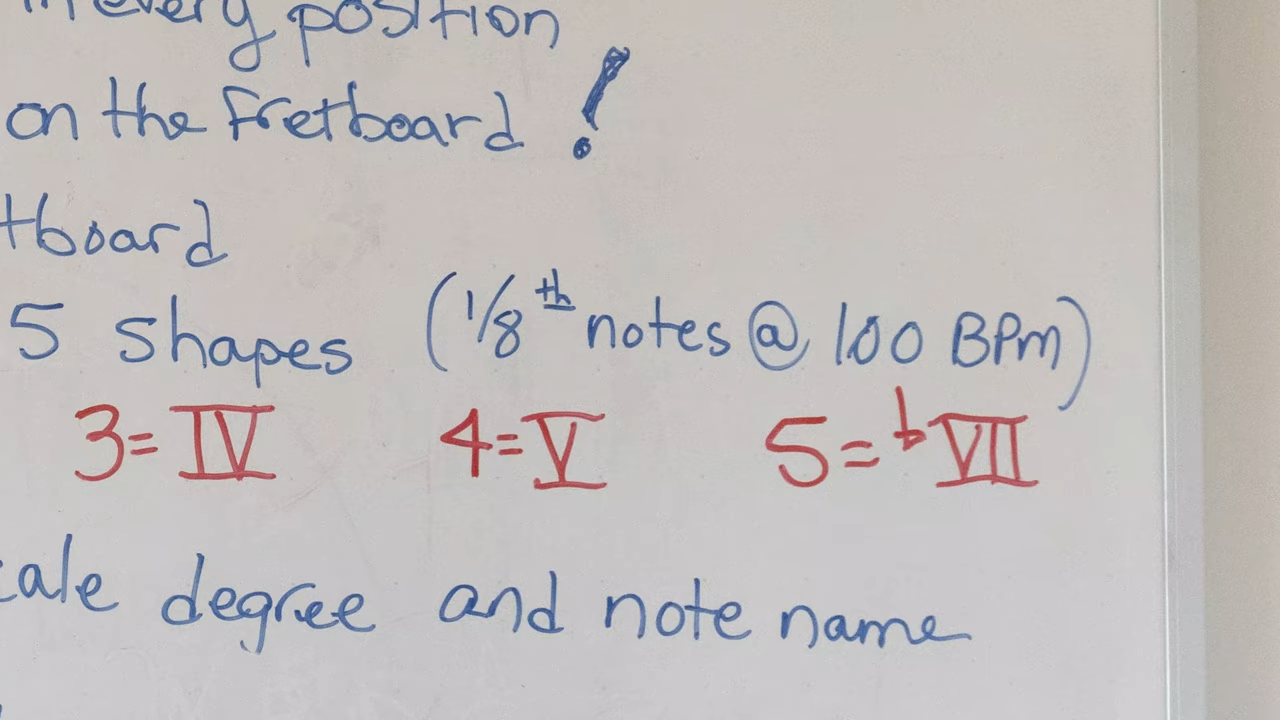 in every position
on the fretboard!
tboard
5 shapes (1/8th notes @ 100 BPM)
3=IV 4=V 5=♭VII
cale degree and note name